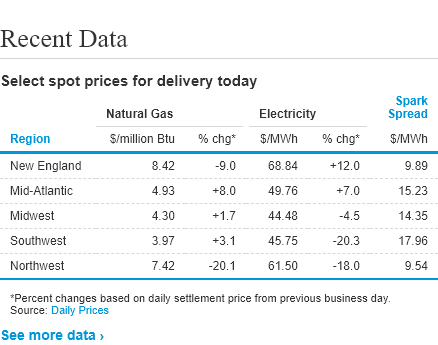 Recent Data
Select spot prices for delivery today
Natural Gas Electricity Spark Spread
Region $/million Btu % chg* $/MWh % chg* $/MWh
New England 8.42 -9.0 68.84 +12.0 9.89
Mid-Atlantic 4.93 +8.0 49.76 +7.0 15.23
Midwest 4.30 +1.7 44.48 -4.5 14.35
Southwest 3.97 +3.1 45.75 -20.3 17.96
Northwest 7.42 -20.1 61.50 -18.0 9.54
*Percent changes based on daily settlement price from previous business day.
Source: Daily Prices
See more data ›